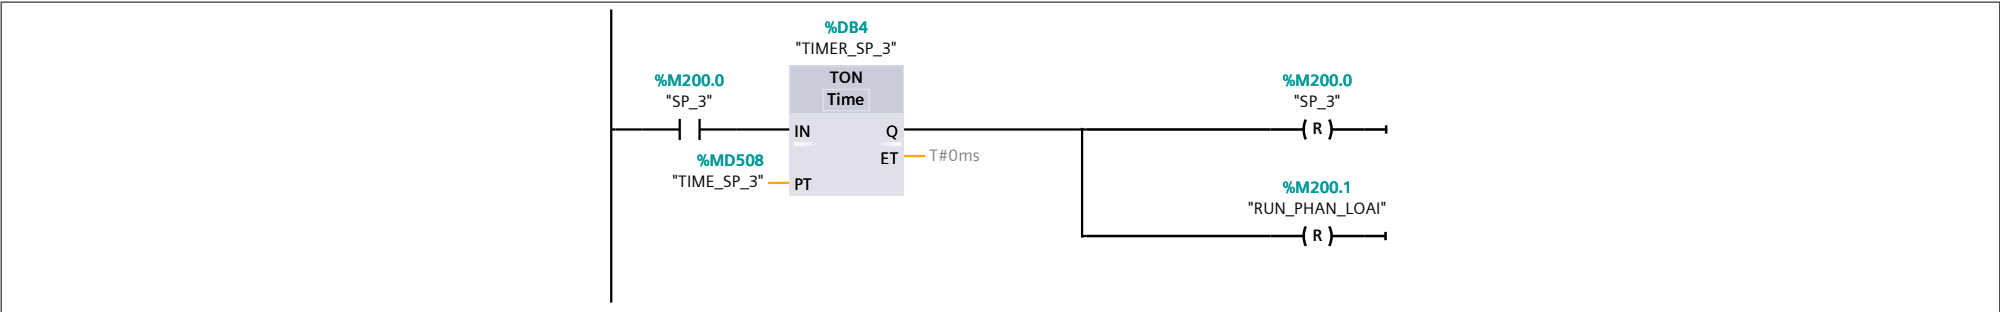 %DB4
"TIMER_SP_3"
%M200.0
"SP_3"
TON
Time
%M200.0
"SP_3"
IN
Q
R
%MD508
"TIME_SP_3"
ET
T#0ms
PT
%M200.1
"RUN_PHAN_LOAI"
R